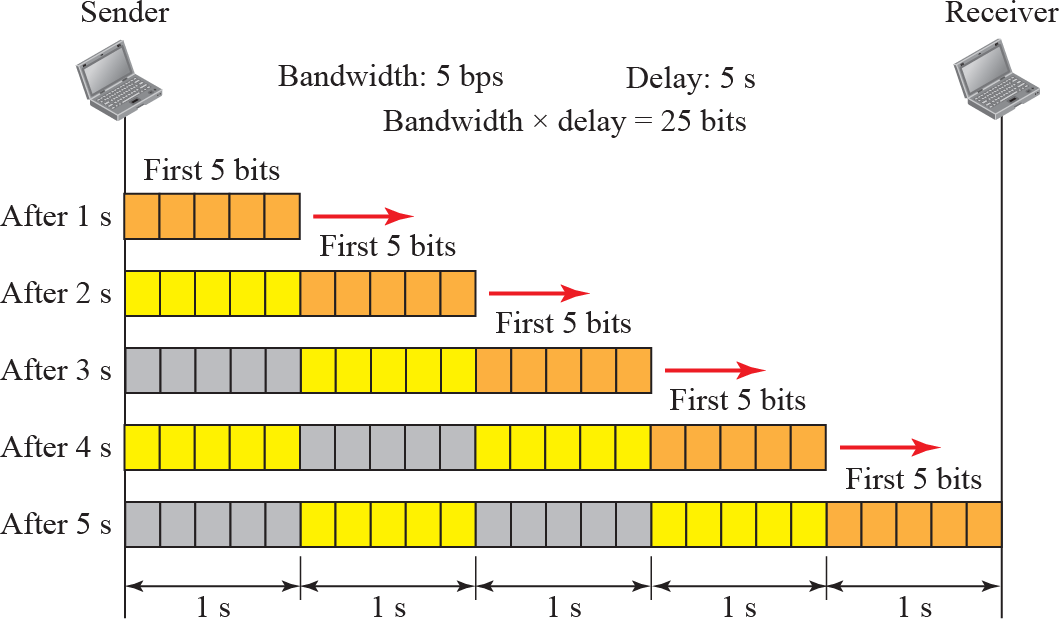 Sender
Receiver
Bandwidth: 5 bps
Delay: 5 s
Bandwidth × delay = 25 bits
First 5 bits
After 1 s
First 5 bits
After 2 s
First 5 bits
After 3 s
First 5 bits
After 4 s
First 5 bits
After 5 s
1 s
1 s
1 s
1 s
1 s